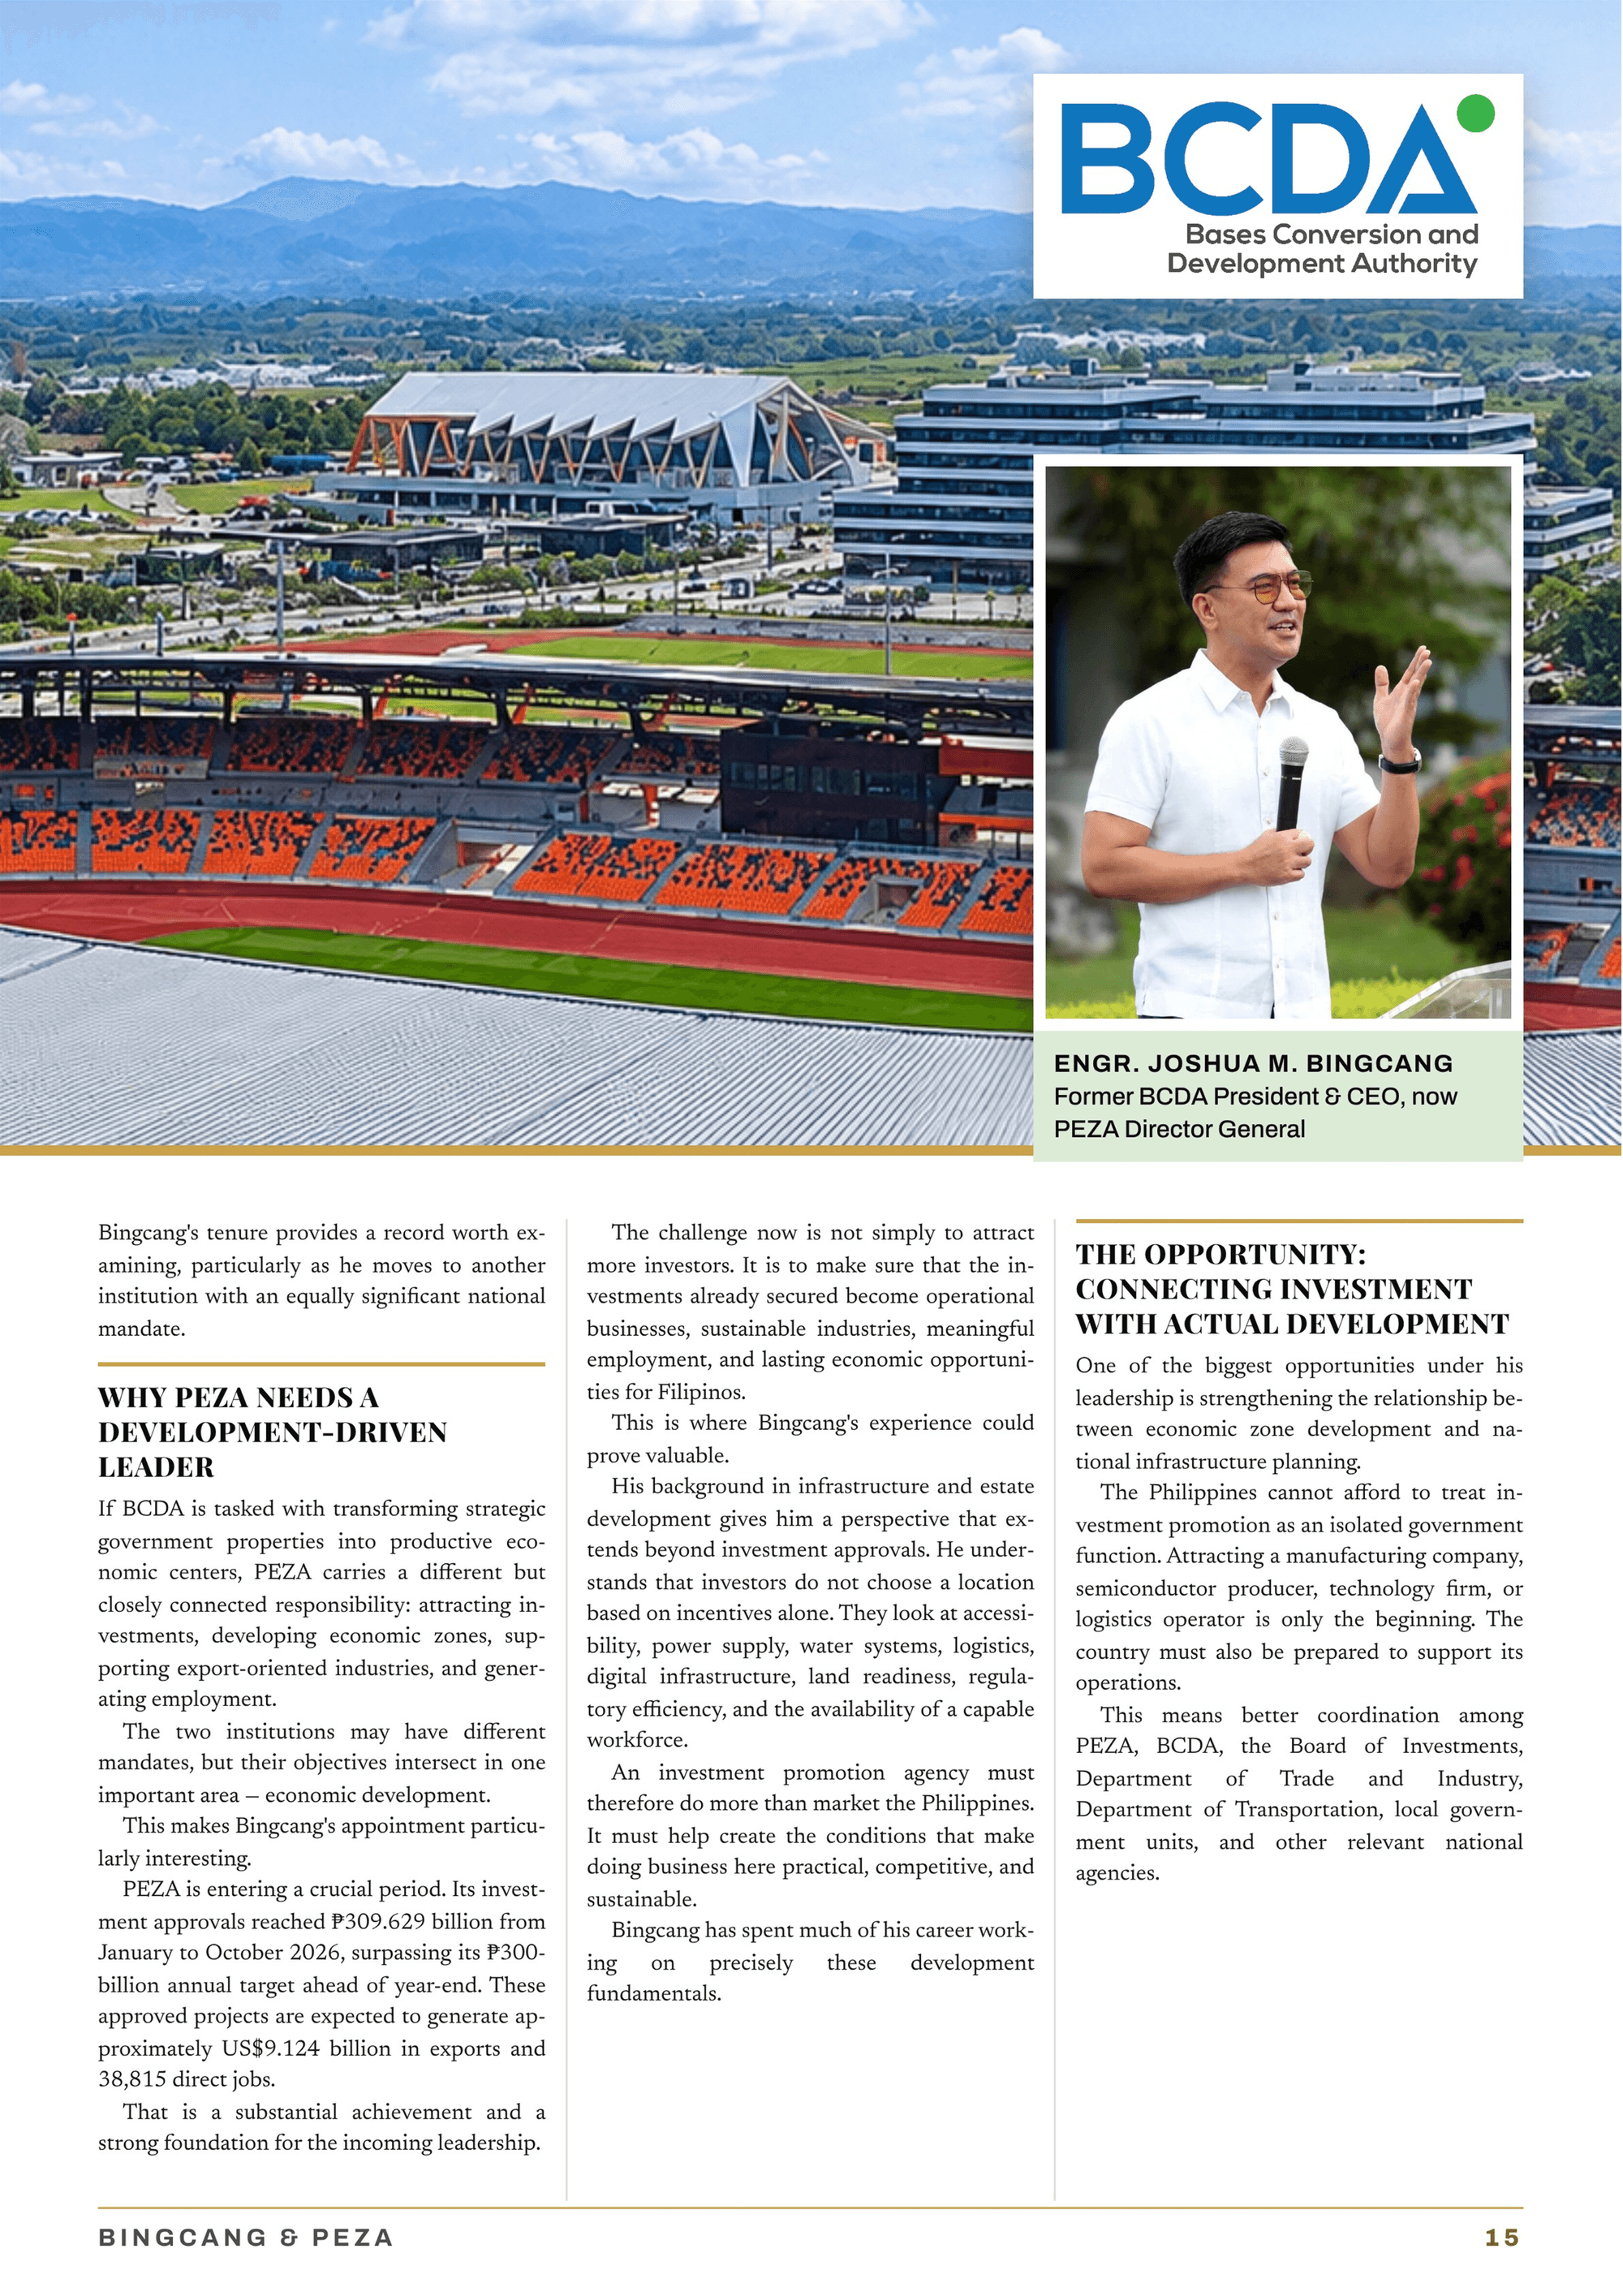 BCDA
Bases Conversion and
Development Authority
ENGR. JOSHUA M. BINGCANG
Former BCDA President & CEO, now
PEZA Director General
Bingcang's tenure provides a record worth ex-
amining, particularly as he moves to another
institution with an equally significant national
mandate.
WHY PEZA NEEDS A
DEVELOPMENT-DRIVEN
LEADER
If BCDA is tasked with transforming strategic
government properties into productive eco-
nomic centers, PEZA carries a different but
closely connected responsibility: attracting in-
vestments, developing economic zones, sup-
porting export-oriented industries, and gener-
ating employment.
The two institutions may have different
mandates, but their objectives intersect in one
important area – economic development.
This makes Bingcang's appointment particu-
larly interesting.
PEZA is entering a crucial period. Its invest-
ment approvals reached ₱309.629 billion from
January to October 2026, surpassing its ₱300-
billion annual target ahead of year-end. These
approved projects are expected to generate ap-
proximately US$9.124 billion in exports and
38,815 direct jobs.
That is a substantial achievement and a
strong foundation for the incoming leadership.
The challenge now is not simply to attract
more investors. It is to make sure that the in-
vestments already secured become operational
businesses, sustainable industries, meaningful
employment, and lasting economic opportuni-
ties for Filipinos.
This is where Bingcang's experience could
prove valuable.
His background in infrastructure and estate
development gives him a perspective that ex-
tends beyond investment approvals. He under-
stands that investors do not choose a location
based on incentives alone. They look at accessi-
bility, power supply, water systems, logistics,
digital infrastructure, land readiness, regula-
tory efficiency, and the availability of a capable
workforce.
An investment promotion agency must
therefore do more than market the Philippines.
It must help create the conditions that make
doing business here practical, competitive, and
sustainable.
Bingcang has spent much of his career work-
ing on precisely these development
fundamentals.
THE OPPORTUNITY:
CONNECTING INVESTMENT
WITH ACTUAL DEVELOPMENT
One of the biggest opportunities under his
leadership is strengthening the relationship be-
tween economic zone development and na-
tional infrastructure planning.
The Philippines cannot afford to treat in-
vestment promotion as an isolated government
function. Attracting a manufacturing company,
semiconductor producer, technology firm, or
logistics operator is only the beginning. The
country must also be prepared to support its
operations.
This means better coordination among
PEZA, BCDA, the Board of Investments,
Department of Trade and Industry,
Department of Transportation, local govern-
ment units, and other relevant national
agencies.
BINGCANG & PEZA
15